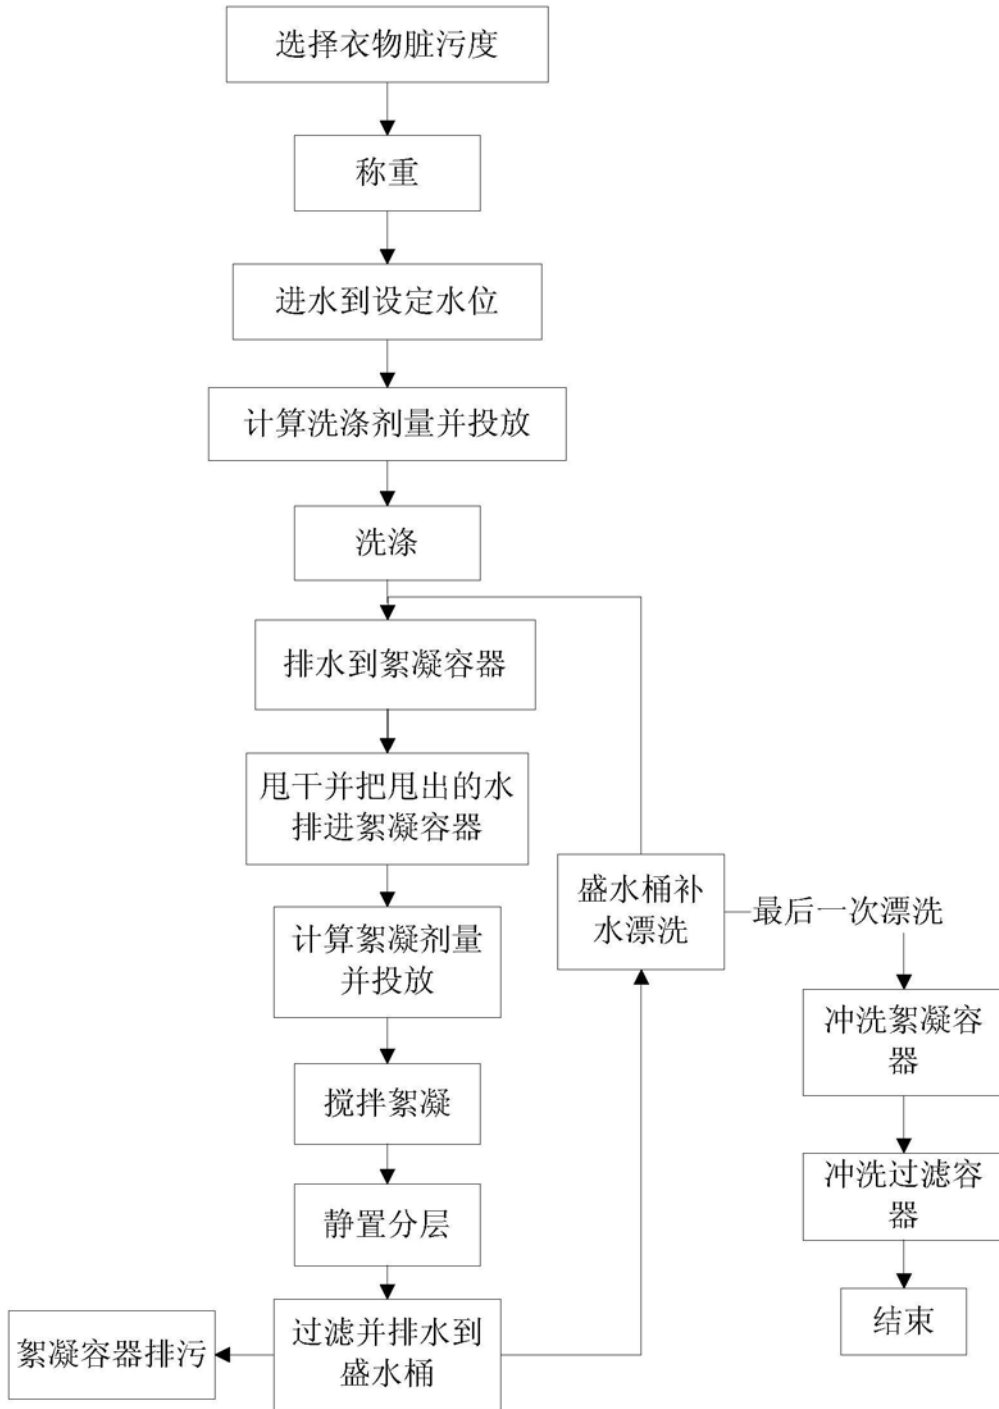 选择衣物脏污度
称重
进水到设定水位
计算洗涤剂量并投放
洗涤
排水到絮凝容器
甩干并把甩出的水
排进絮凝容器
计算絮凝剂量
并投放
搅拌絮凝
静置分层
过滤并排水到
盛水桶
絮凝容器排污
盛水桶补
水漂洗
最后一次漂洗
冲洗絮凝容
器
冲洗过滤容
器
结束